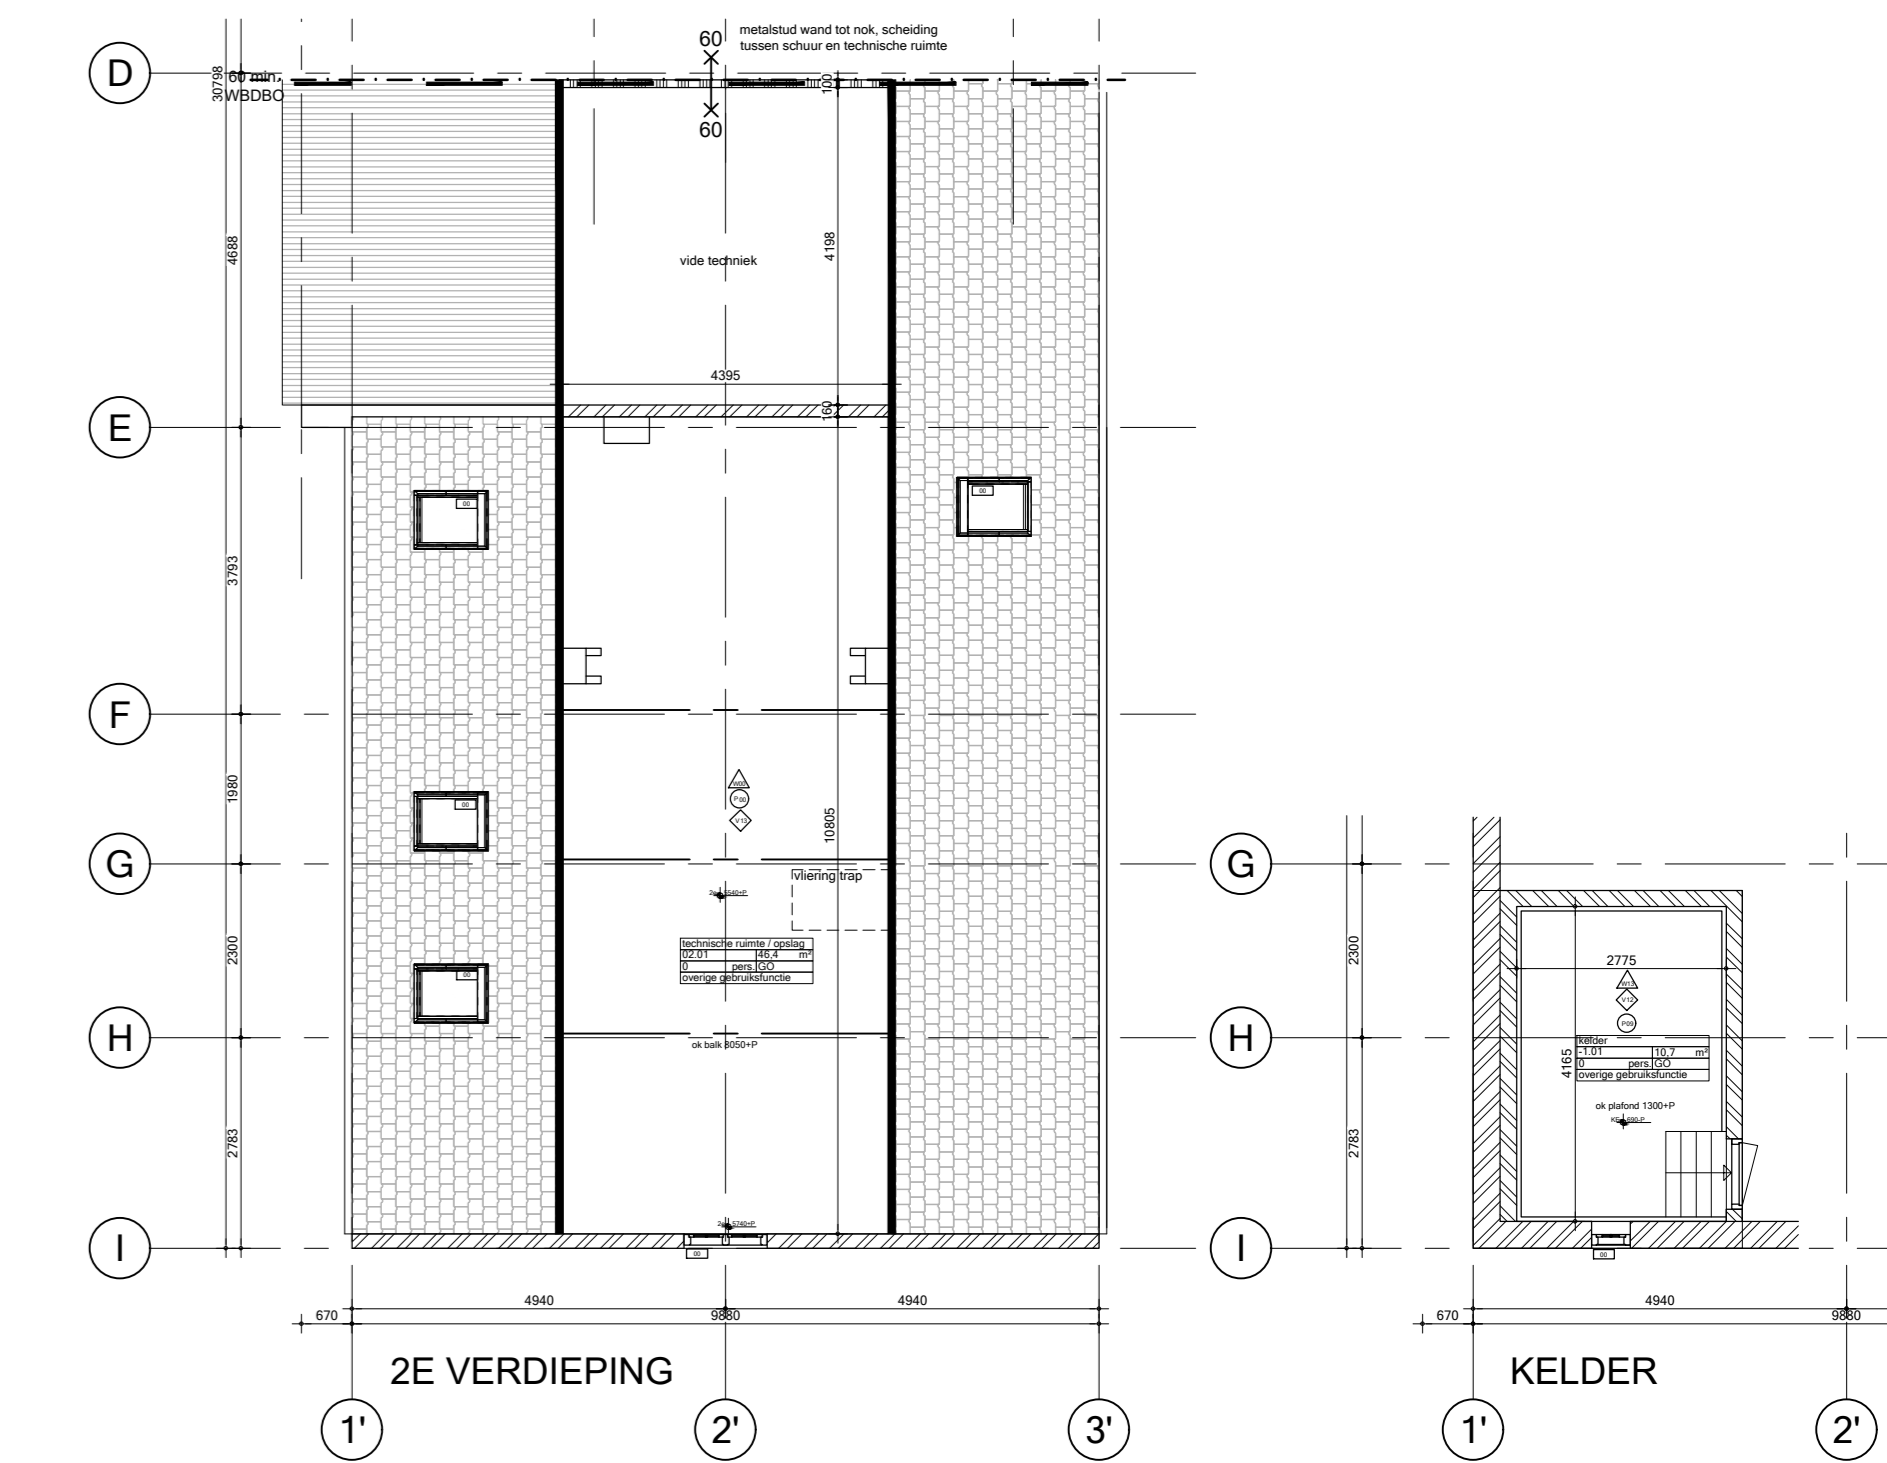 metalstud wand tot nok, scheiding
tussen schuur en technische ruimte
60
60
D
30798
60 min.
WBDBO
100
4688
4198
vide techniek
4395
160
E
00
00
3793
F
1980
W00
P00
V13
10805
00
G
vliering trap
2300
technische ruimte / opslag
02.01 46,4 m²
0 pers. GO
overige gebruiksfunctie
00
H
ok balk 8050+P
2783
I
00
4940
4940
670
9880
2E VERDIEPING
1'
2'
3'
G
2300
2775
W13
V12
P09
H
kelder
-1.01 10,7 m²
0 pers. GO
overige gebruiksfunctie
4165
ok plafond 1300+P
2783
I
00
4940
670
9880
KELDER
1'
2'